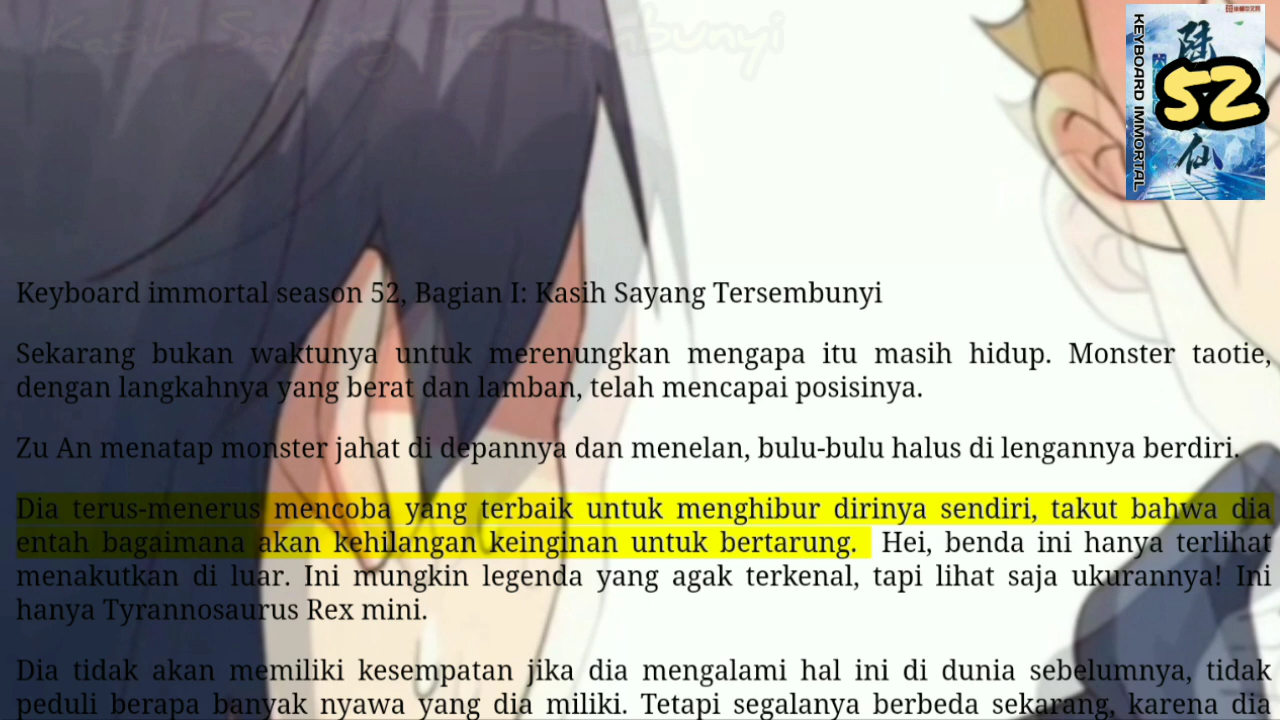 Kasih Sayang Tersembunyi
KEYBOARD IMMORTAL
52
仙
Keyboard immortal season 52, Bagian I: Kasih Sayang Tersembunyi
Sekarang bukan waktunya untuk merenungkan mengapa itu masih hidup. Monster taotie,
dengan langkahnya yang berat dan lamban, telah mencapai posisinya.
Zu An menatap monster jahat di depannya dan menelan, bulu-bulu halus di lengannya berdiri.
Dia terus-menerus mencoba yang terbaik untuk menghibur dirinya sendiri, takut bahwa dia
entah bagaimana akan kehilangan keinginan untuk bertarung. Hei, benda ini hanya terlihat
menakutkan di luar. Ini mungkin legenda yang agak terkenal, tapi lihat saja ukurannya! Ini
hanya Tyrannosaurus Rex mini.
Dia tidak akan memiliki kesempatan jika dia mengalami hal ini di dunia sebelumnya, tidak
peduli berapa banyak nyawa yang dia miliki. Tetapi segalanya berbeda sekarang, karena dia